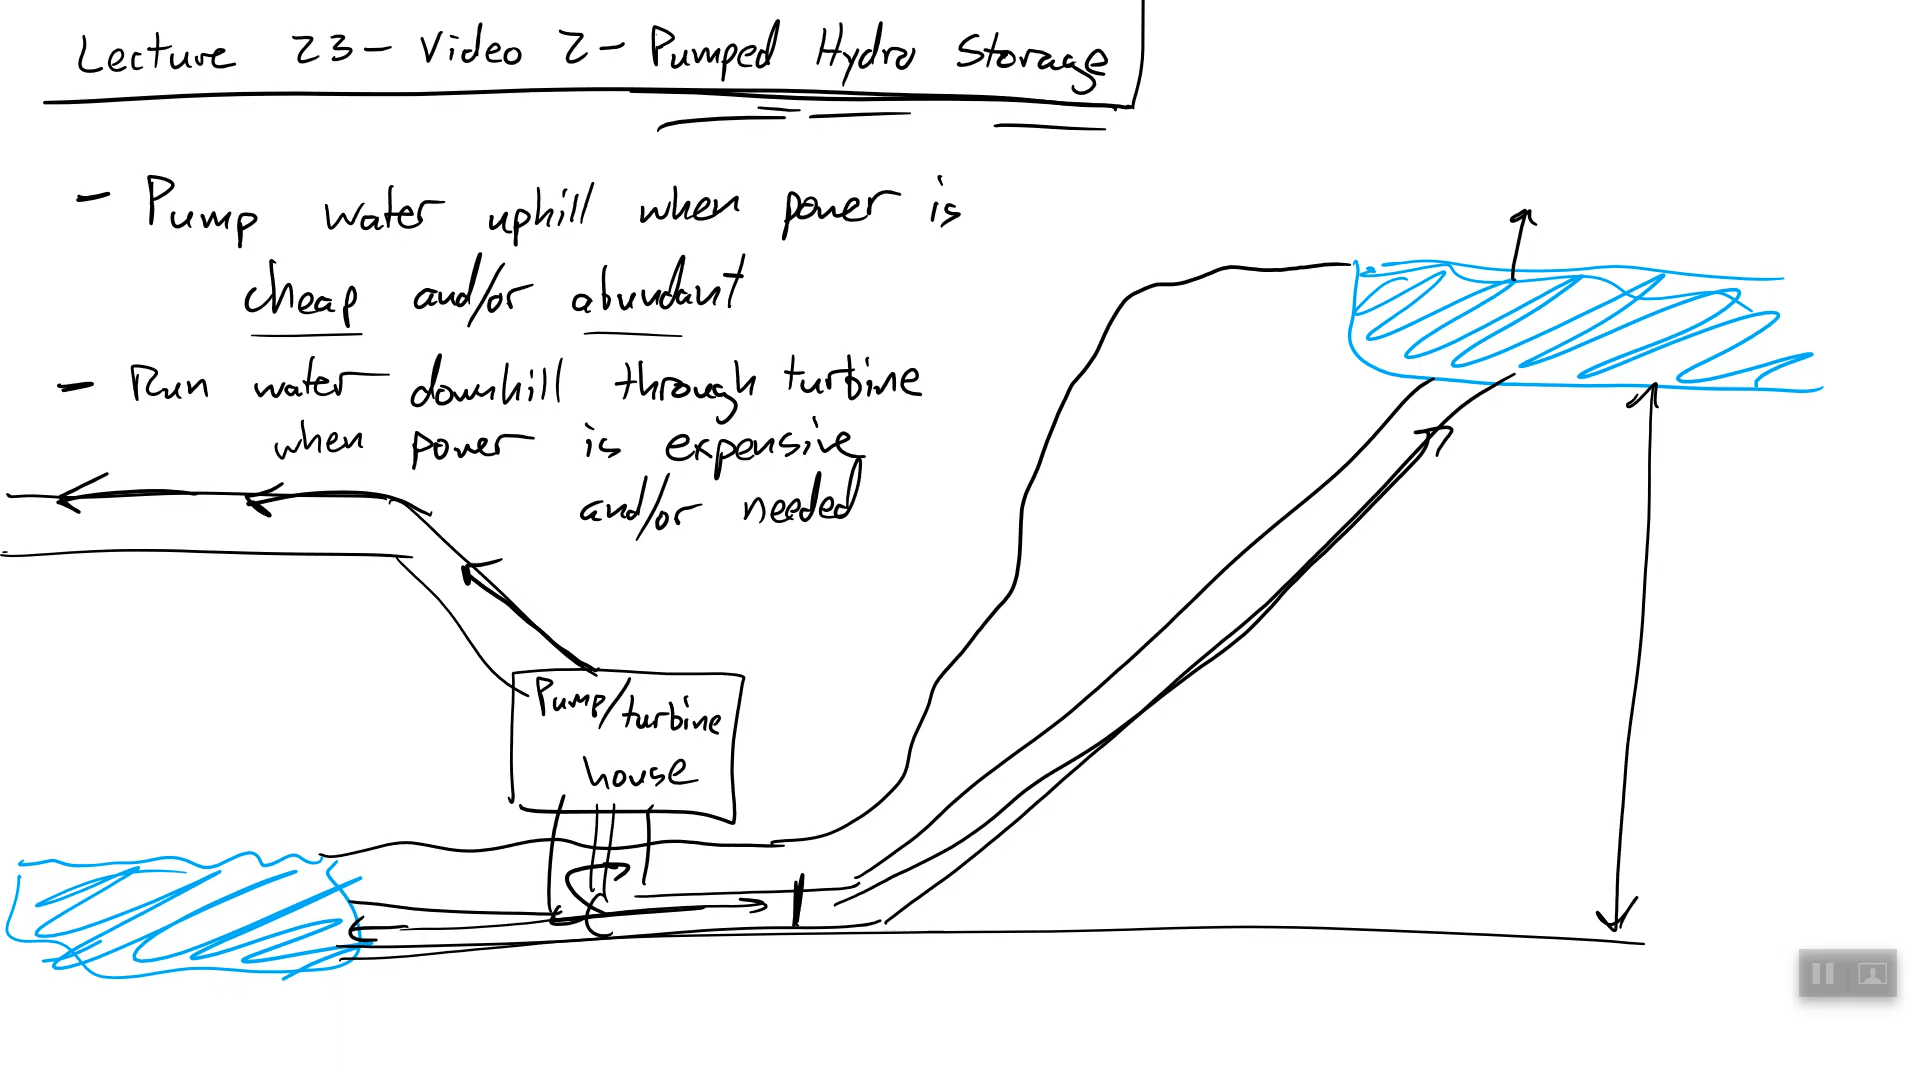 Lecture 23 - Video 2 - Pumped Hydro Storage
- Pump water uphill when power is
cheap and/or abundant
- Run water downhill through turbine
when power is expensive
and/or needed
Pump/turbine
house